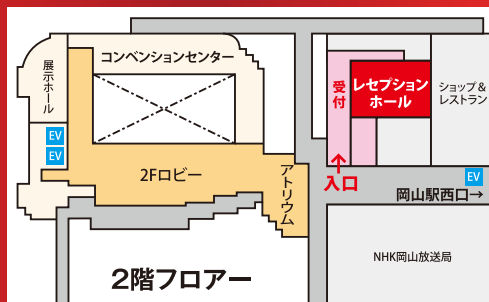 コンベンションセンター
展示ホール
受付
レセプション
ホール
ショップ&
レストラン
EV
EV
2Fロビー
アトリウム
入口
EV
岡山駅西口→
NHK岡山放送局
2階フロアー